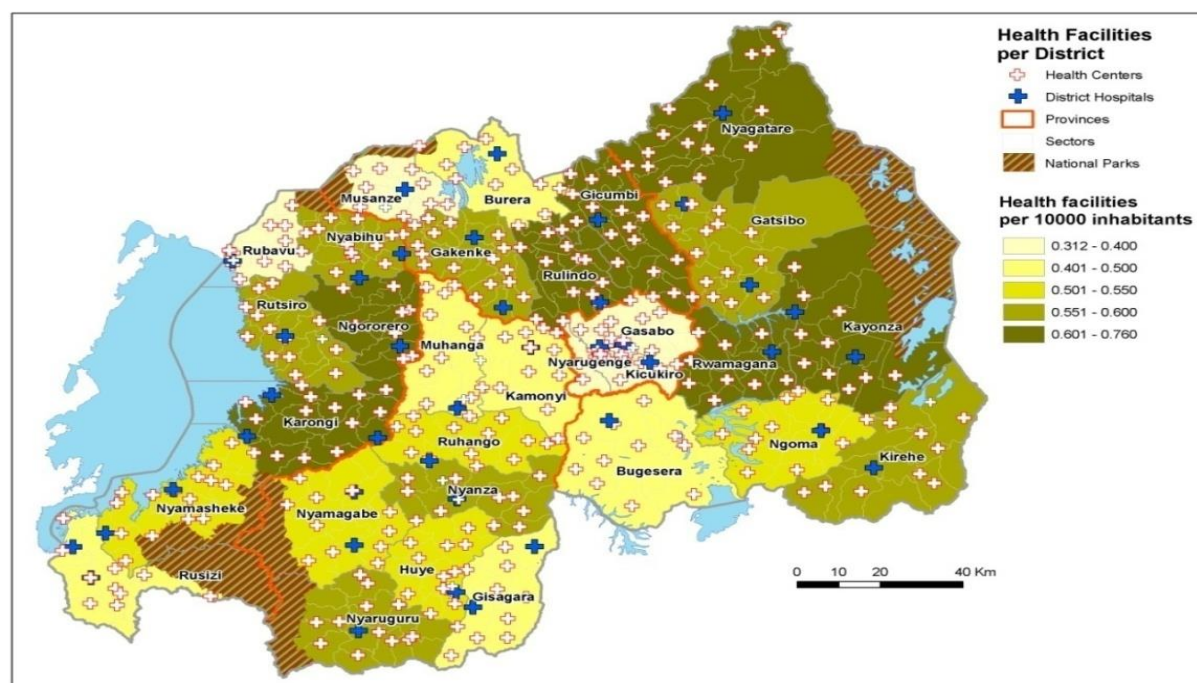 Health Facilities
per District
Health Centers
District Hospitals
Provinces
Sectors
National Parks
Health facilities
per 10000 inhabitants
0.312 - 0.400
0.401 - 0.500
0.501 - 0.550
0.551 - 0.600
0.601 - 0.760
Nyagatare
Musanze
Gicumbi
Burera
Gatsibo
Nyabihu
Rubavu
Gakenke
Rulindo
Rutsiro
Ngororero
Gasabo
Kayonza
Muhanga
Nyarugenge
Rwamagana
Kicukiro
Kamonyi
Karongi
Ruhango
Ngoma
Kirehe
Bugesera
Nyanza
Nyamasheke
Nyamagabe
Huye
Rusizi
Gisagara
Nyaruguru
0 10 20 40 Km